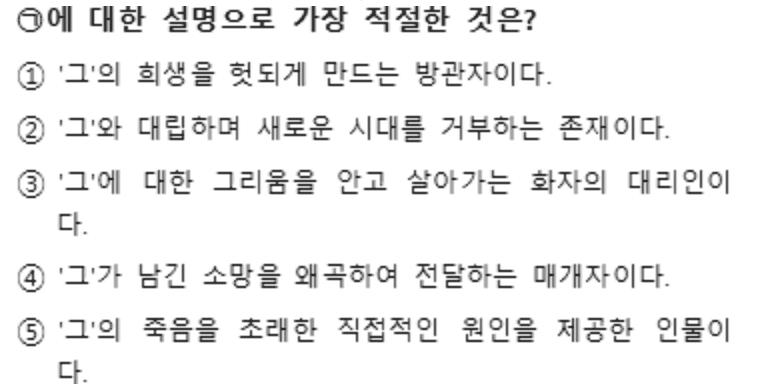 ㉠에 대한 설명으로 가장 적절한 것은?
① '그'의 희생을 헛되게 만드는 방관자이다.
② '그'와 대립하며 새로운 시대를 거부하는 존재이다.
③ '그'에 대한 그리움을 안고 살아가는 화자의 대리인이
다.
④ '그'가 남긴 소망을 왜곡하여 전달하는 매개자이다.
⑤ '그'의 죽음을 초래한 직접적인 원인을 제공한 인물이
다.